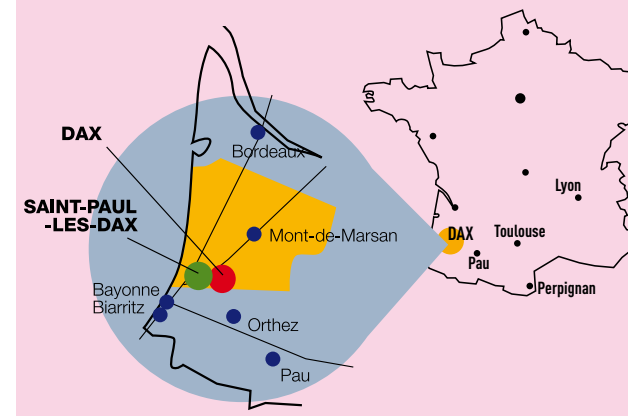 DAX
SAINT-PAUL
-LES-DAX
Bordeaux
Mont-de-Marsan
Bayonne
Biarritz
Orthez
Pau
Lyon
DAX
Toulouse
Pau
Perpignan